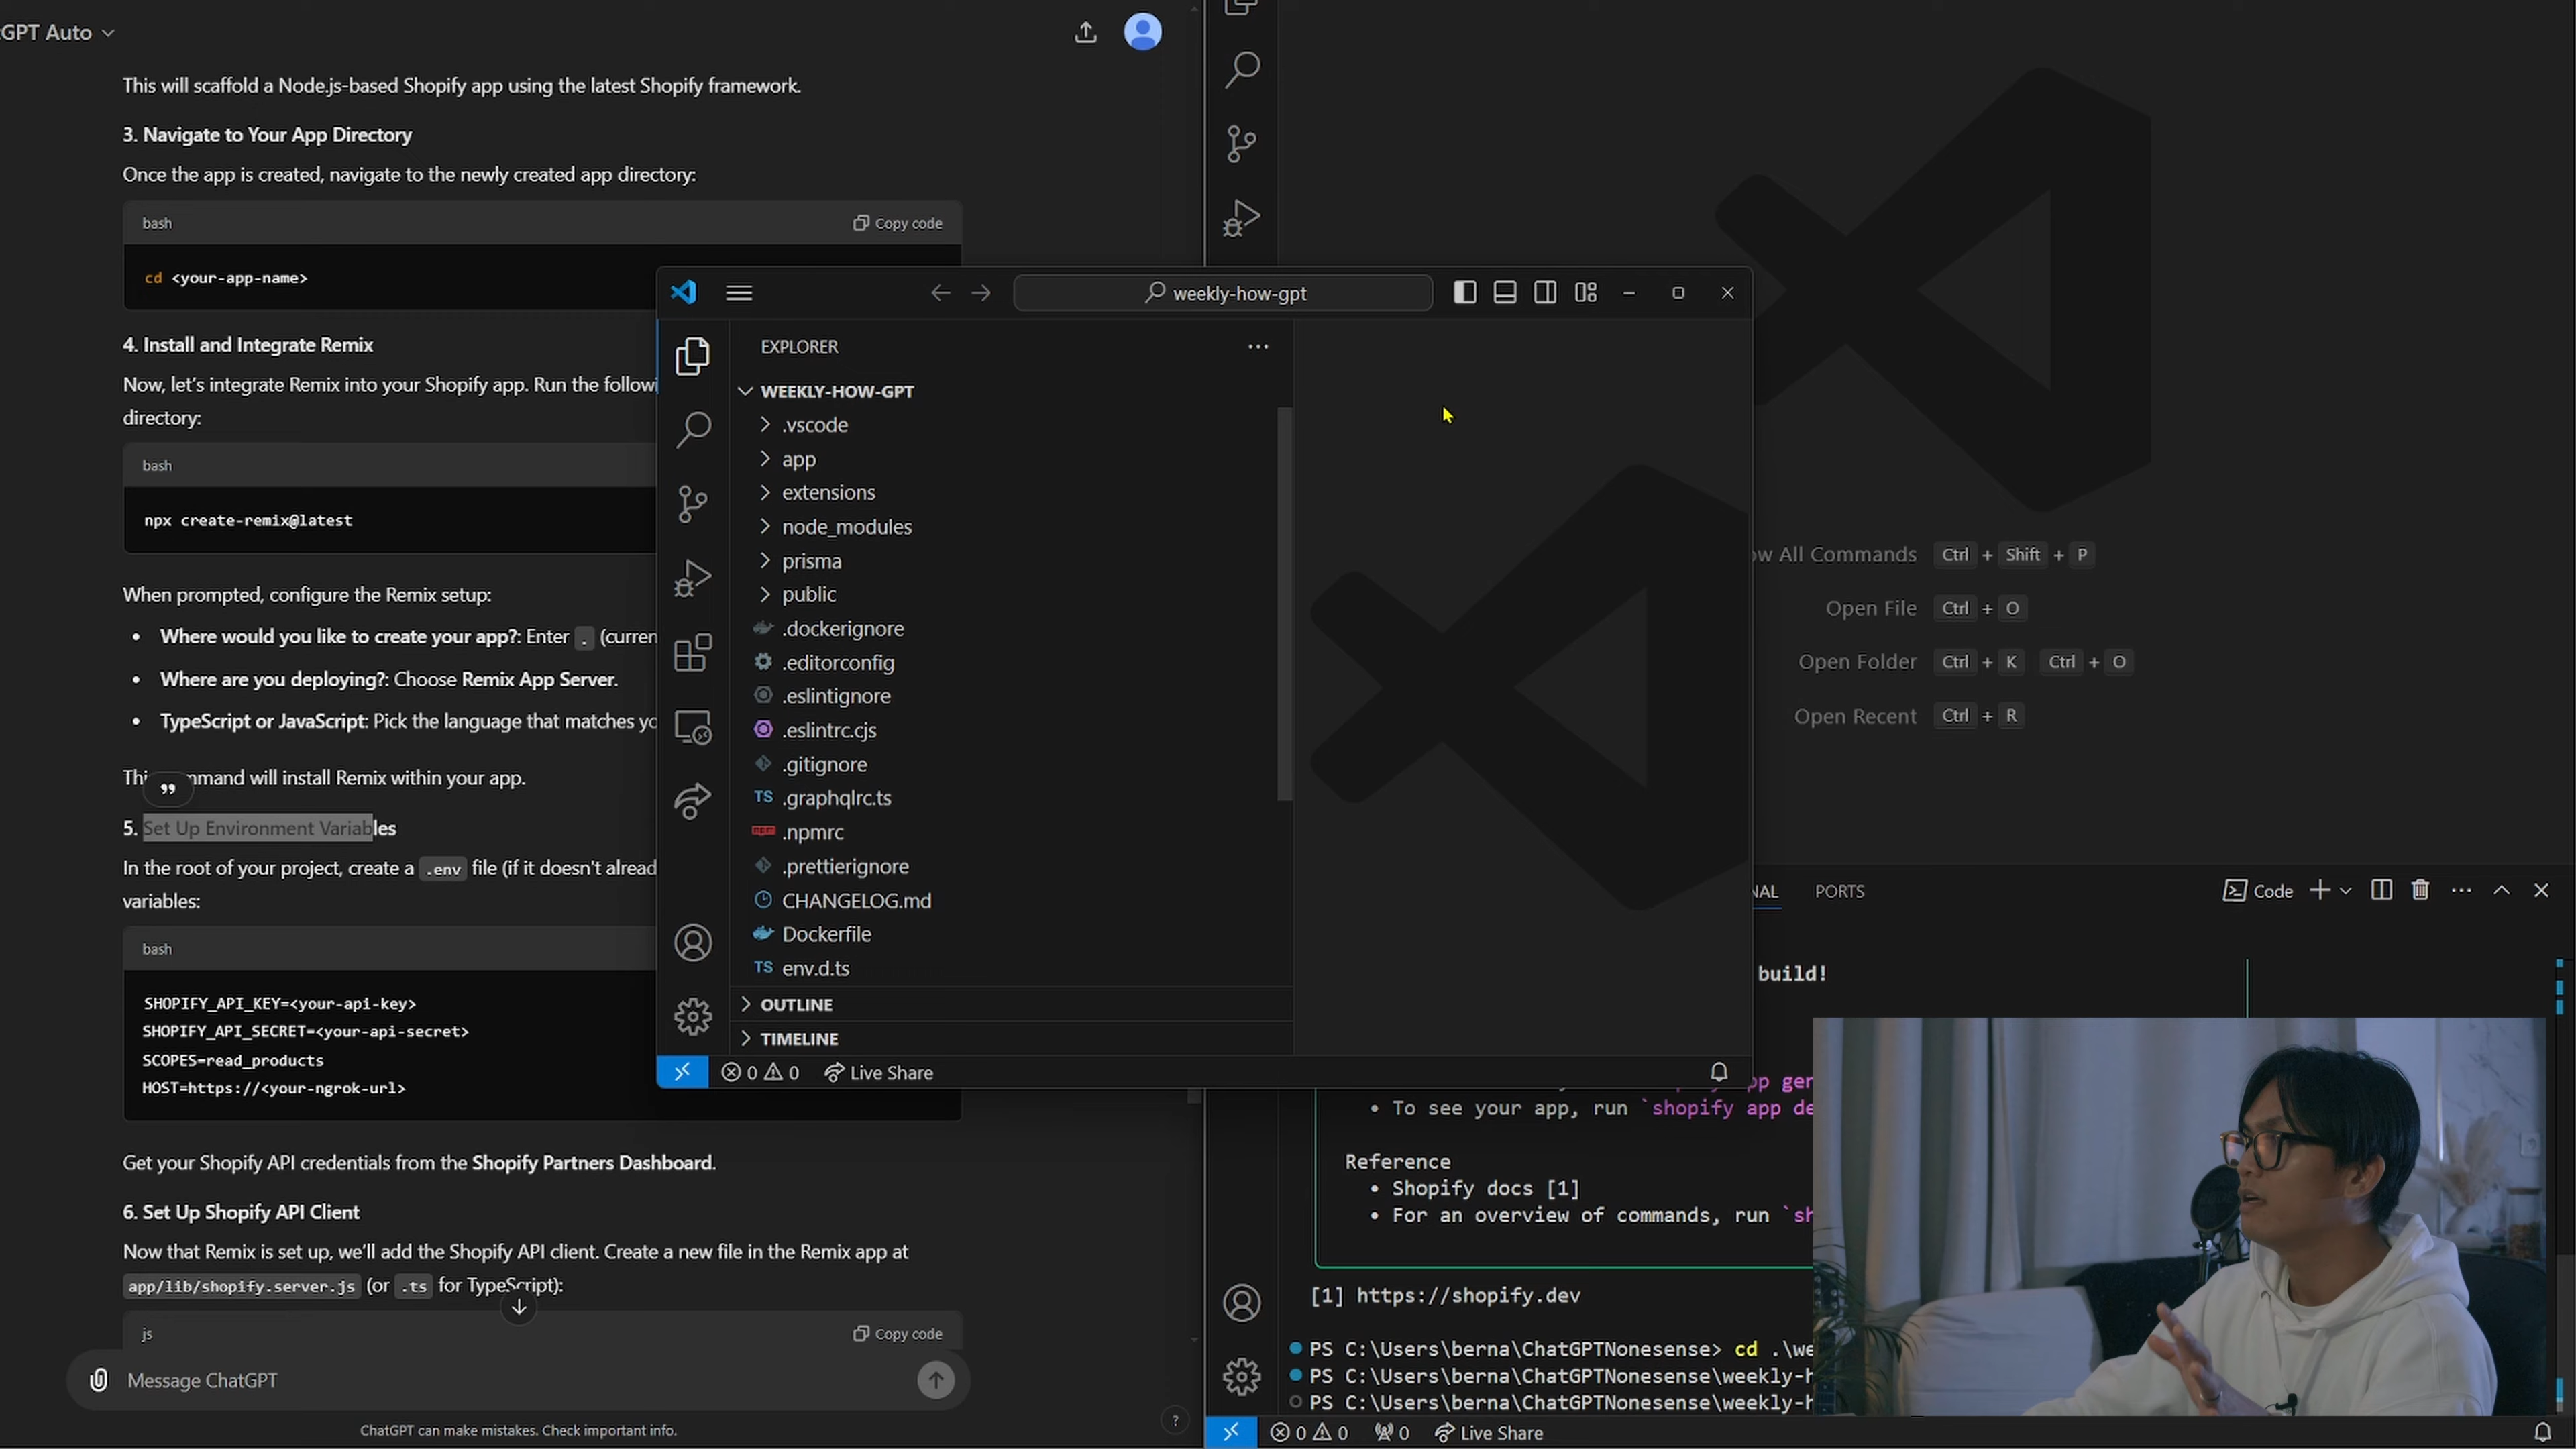 GPT Auto
This will scaffold a Node.js-based Shopify app using the latest Shopify framework.
3. Navigate to Your App Directory
Once the app is created, navigate to the newly created app directory:
bash
Copy code
cd <your-app-name>
4. Install and Integrate Remix
Now, let's integrate Remix into your Shopify app. Run the
directory:
bash
npx create-remix@latest
When prompted, configure the Remix setup:
• Where would you like to create your app?: Enter .
• Where are you deploying?: Choose Remix App Server.
• TypeScript or JavaScript: Pick the language that matches
command will install Remix within your app.
5. Set Up Environment Variables
In the root of your project, create a .env file (if it doesn't
variables:
bash
SHOPIFY_API_KEY=<your-api-key>
SHOPIFY_API_SECRET=<your-api-secret>
SCOPES=read_products
HOST=https://<your-ngrok-url>
Get your Shopify API credentials from the Shopify Partners Dashboard.
6. Set Up Shopify API Client
Now that Remix is set up, we'll add the Shopify API client. Create a new file in the Remix app at
app/lib/shopify.server.js (or .ts for TypeScript):
js
Copy code
Message ChatGPT
ChatGPT can make mistakes. Check important info.
?
weekly-how-gpt
EXPLORER
WEEKLY-HOW-GPT
.vscode
app
extensions
node_modules
prisma
public
.dockerignore
.editorconfig
.eslintignore
.eslintrc.cjs
.gitignore
TS .graphqlrc.ts
.npmrc
.prettierignore
CHANGELOG.md
Dockerfile
TS env.d.ts
OUTLINE
TIMELINE
0 0 Live Share
All Commands Ctrl + Shift + P
Open File Ctrl + O
Open Folder Ctrl + K Ctrl + O
Open Recent Ctrl + R
PORTS
Code
build!
• To see your app, run `shopify app
Reference
• Shopify docs [1]
• For an overview of commands, run
[1] https://shopify.dev
PS C:\Users\berna\ChatGPTNonesense> cd
PS C:\Users\berna\ChatGPTNonesense\
PS C:\Users\berna\ChatGPTNonesense\
0 0 0 Live Share